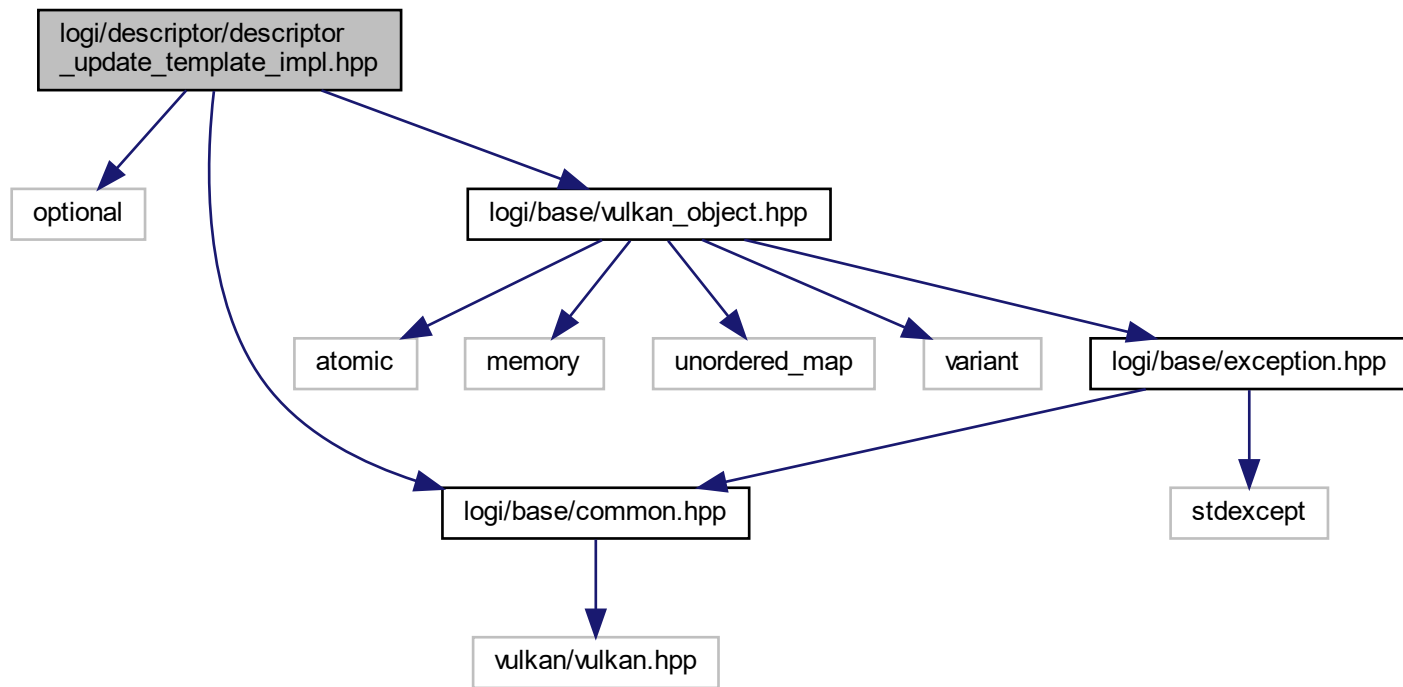 logi/descriptor/descriptor
_update_template_impl.hpp
optional
logi/base/vulkan_object.hpp
atomic
memory
unordered_map
variant
logi/base/exception.hpp
logi/base/common.hpp
stdexcept
vulkan/vulkan.hpp